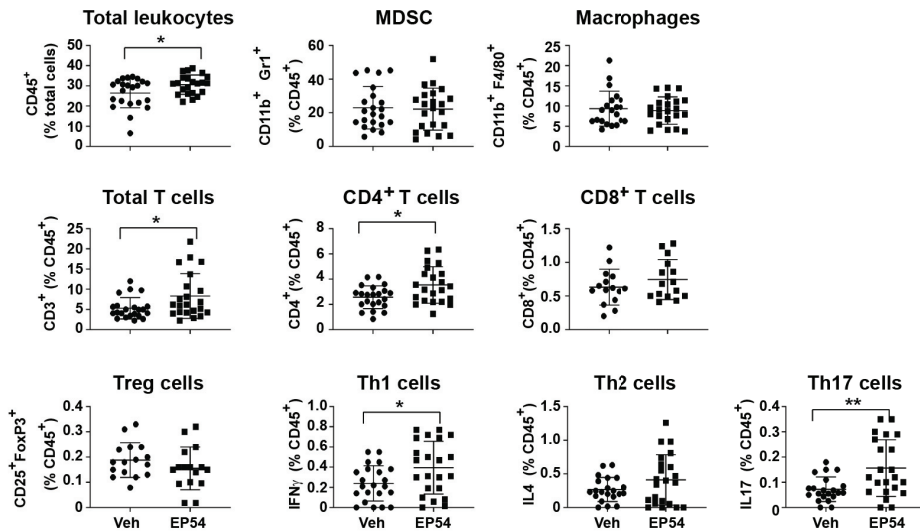 Total leukocytes
CD45+
(% total cells)
50
40
30
20
10
0
*
MDSC
CD11b+ Gr1+
(% CD45+)
60
40
20
0
Macrophages
CD11b+ F4/80+
(% CD45+)
25
20
15
10
5
0
Total T cells
CD3+ (% CD45+)
25
20
15
10
5
0
*
CD4+ T cells
CD4+ (% CD45+)
8
6
4
2
0
*
CD8+ T cells
CD8+ (% CD45+)
1.5
1.0
0.5
0.0
Treg cells
CD25+FoxP3+
(% CD45+)
0.4
0.3
0.2
0.1
0.0
Veh EP54
Th1 cells
IFNγ (% CD45+)
1.0
0.8
0.6
0.4
0.2
0.0
*
Veh EP54
Th2 cells
IL4 (% CD45+)
1.5
1.0
0.5
0.0
Veh EP54
Th17 cells
IL17 (% CD45+)
0.4
0.3
0.2
0.1
0.0
**
Veh EP54